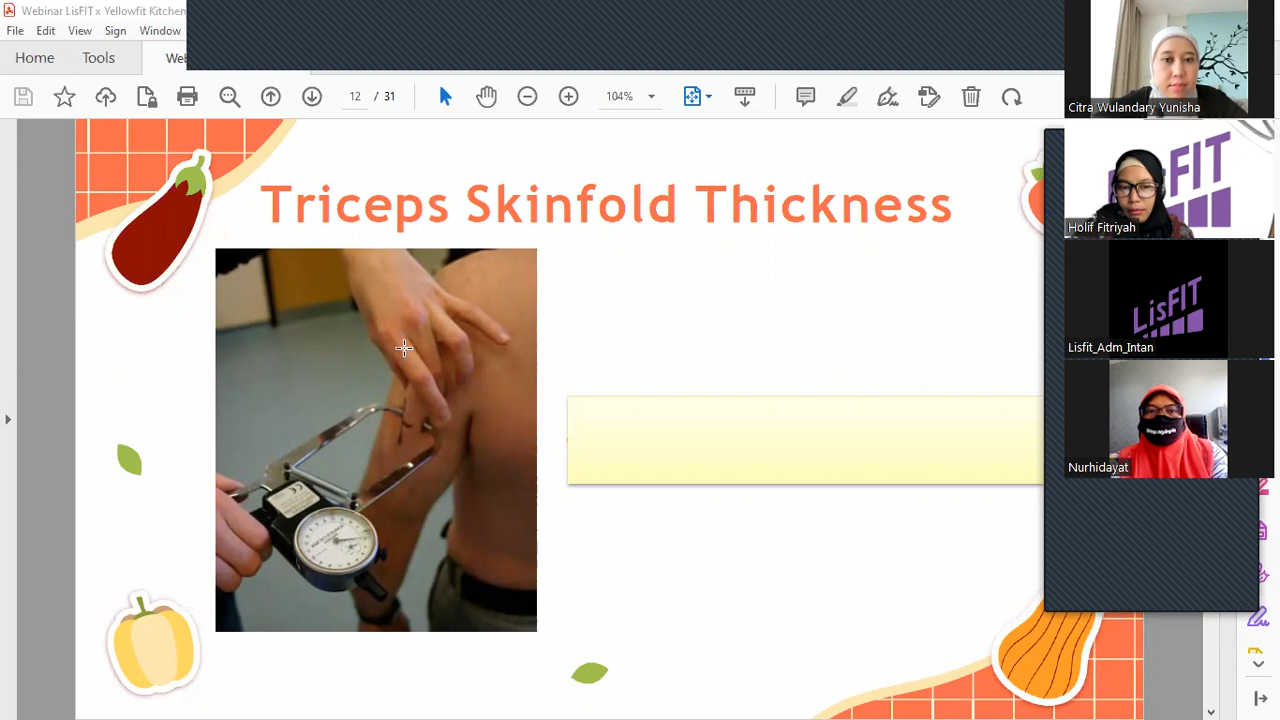 Webinar LisFIT x Yellowfit Kitchen
File Edit View Sign Window
Home Tools Wel
12 / 31 104%
Triceps Skinfold Thickness
Citra Wulandary Yunisha
FIT
Holif Fitriyah
LisFIT
Lisfit_Adm_Intan
Nurhidayat